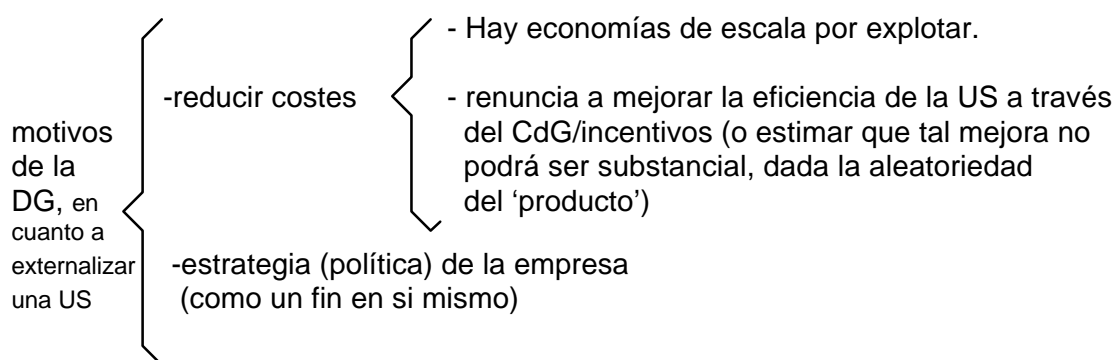 motivos
de la
DG, en
cuanto a
externalizar
una US
-reducir costes
- Hay economías de escala por explotar.
- renuncia a mejorar la eficiencia de la US a través
del CdG/incentivos (o estimar que tal mejora no
podrá ser substancial, dada la aleatoriedad
del ‘producto’)
-estrategia (política) de la empresa
(como un fin en si mismo)